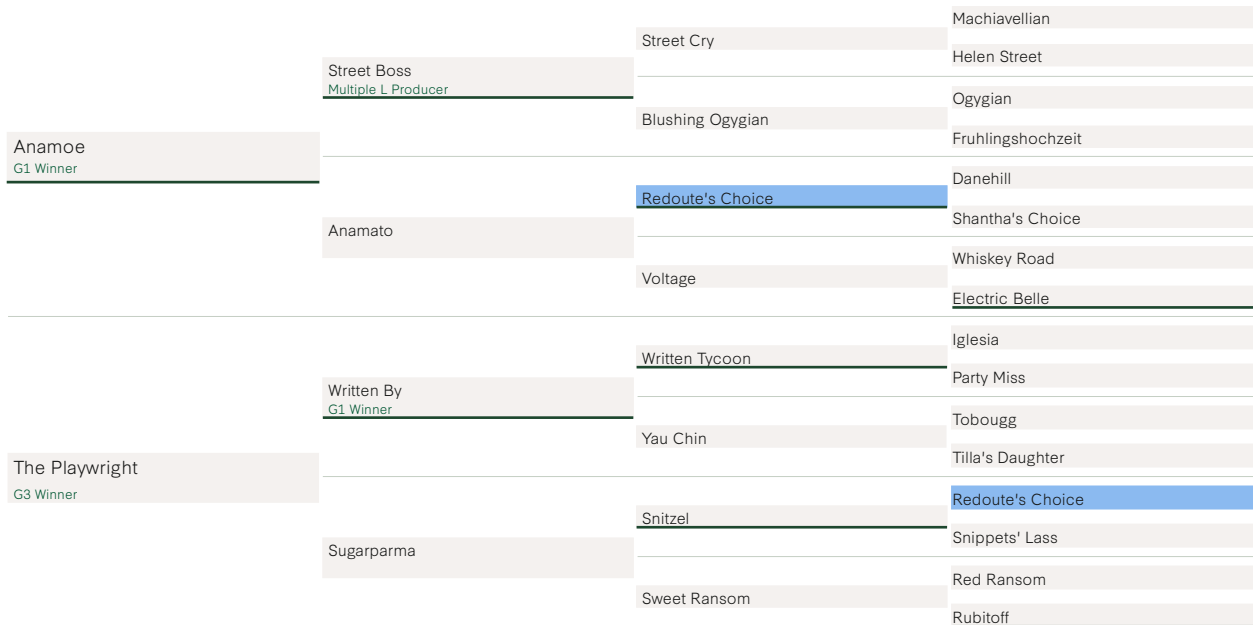 Anamoe
G1 Winner
Street Boss
Multiple L Producer
Street Cry
Machiavellian
Helen Street
Blushing Ogygian
Ogygian
Fruhlingshochzeit
Anamato
Redoute's Choice
Danehill
Shantha's Choice
Voltage
Whiskey Road
Electric Belle
The Playwright
G3 Winner
Written By
G1 Winner
Written Tycoon
Iglesia
Party Miss
Yau Chin
Tobougg
Tilla's Daughter
Sugarparma
Snitzel
Redoute's Choice
Snippets' Lass
Sweet Ransom
Red Ransom
Rubitoff